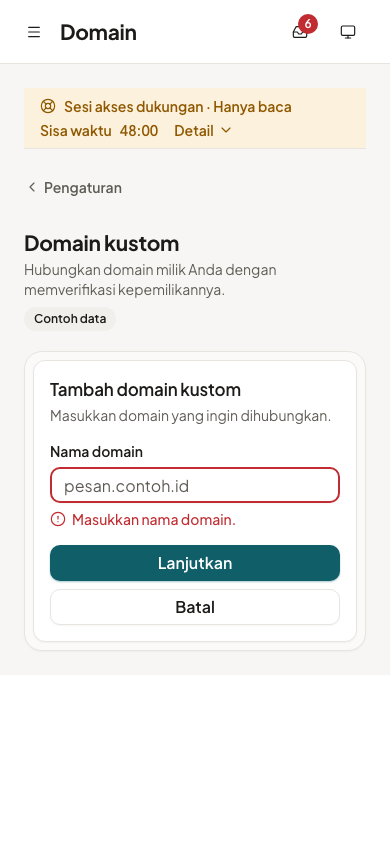 Domain
6
Sesi akses dukungan · Hanya baca
Sisa waktu 48:00 Detail
Pengaturan
Domain kustom
Hubungkan domain milik Anda dengan
memverifikasi kepemilikannya.
Contoh data
Tambah domain kustom
Masukkan domain yang ingin dihubungkan.
Nama domain
pesan.contoh.id
Masukkan nama domain.
Lanjutkan
Batal